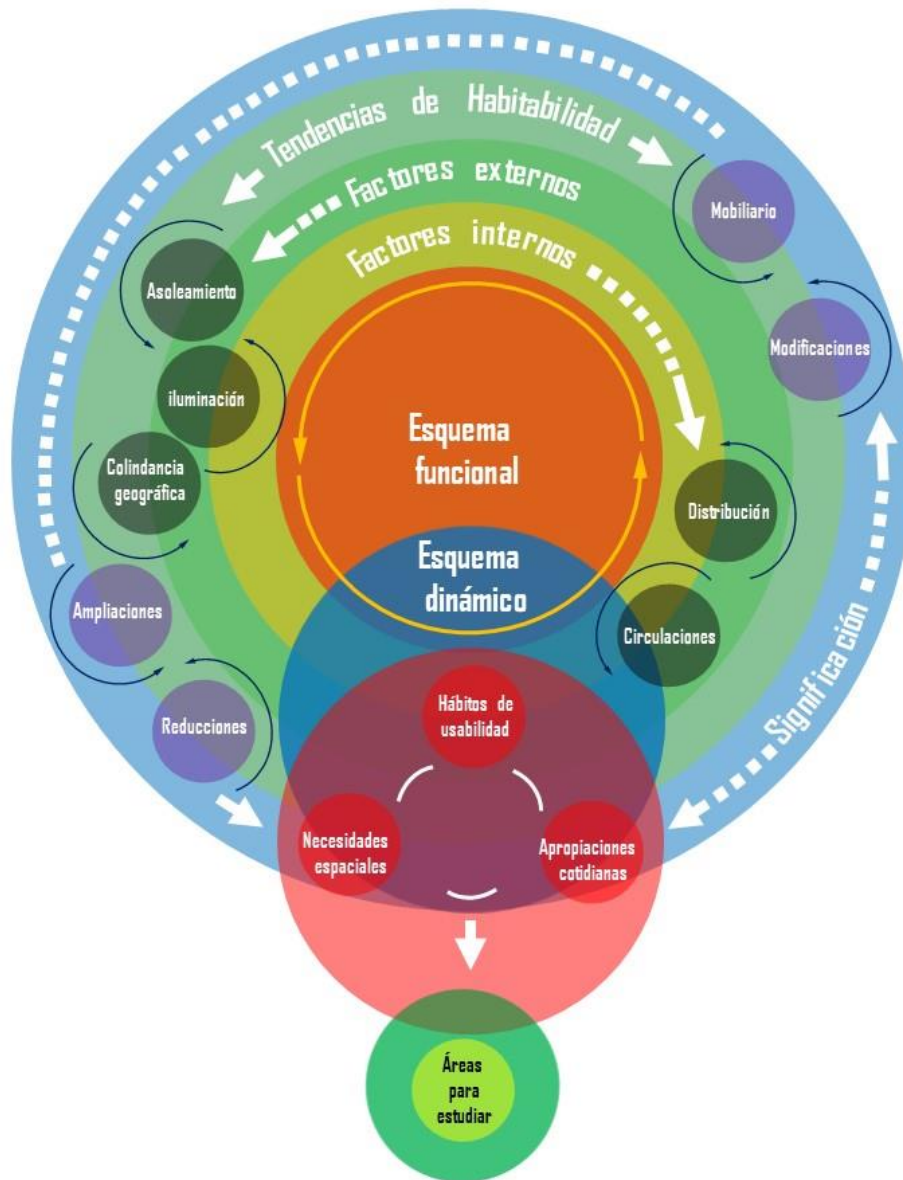 Tendencias de Habitabilidad
Factores externos
Factores internos
Mobiliario
Asoleamiento
Modificaciones
iluminación
Esquema
funcional
Colindancia
geográfica
Distribución
Esquema
dinámico
Ampliaciones
Circulaciones
Significación
Reducciones
Hábitos de
usabilidad
Necesidades
espaciales
Apropiaciones
cotidianas
Áreas
para
estudiar